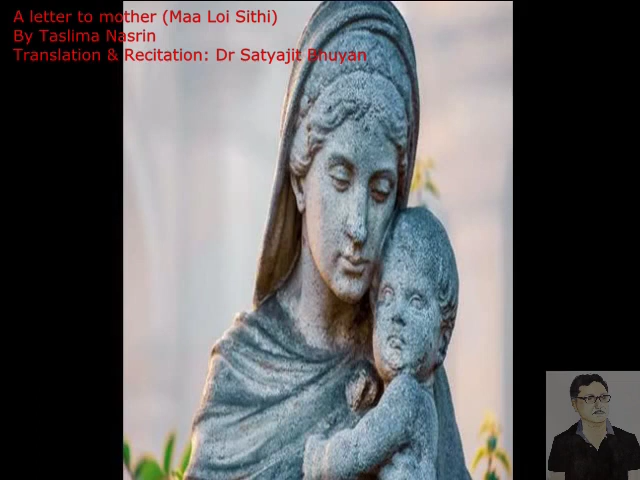 A letter to mother (Maa Loi Sithi)
By Taslima Nasrin
Translation & Recitation: Dr Satyajit Bhuyan